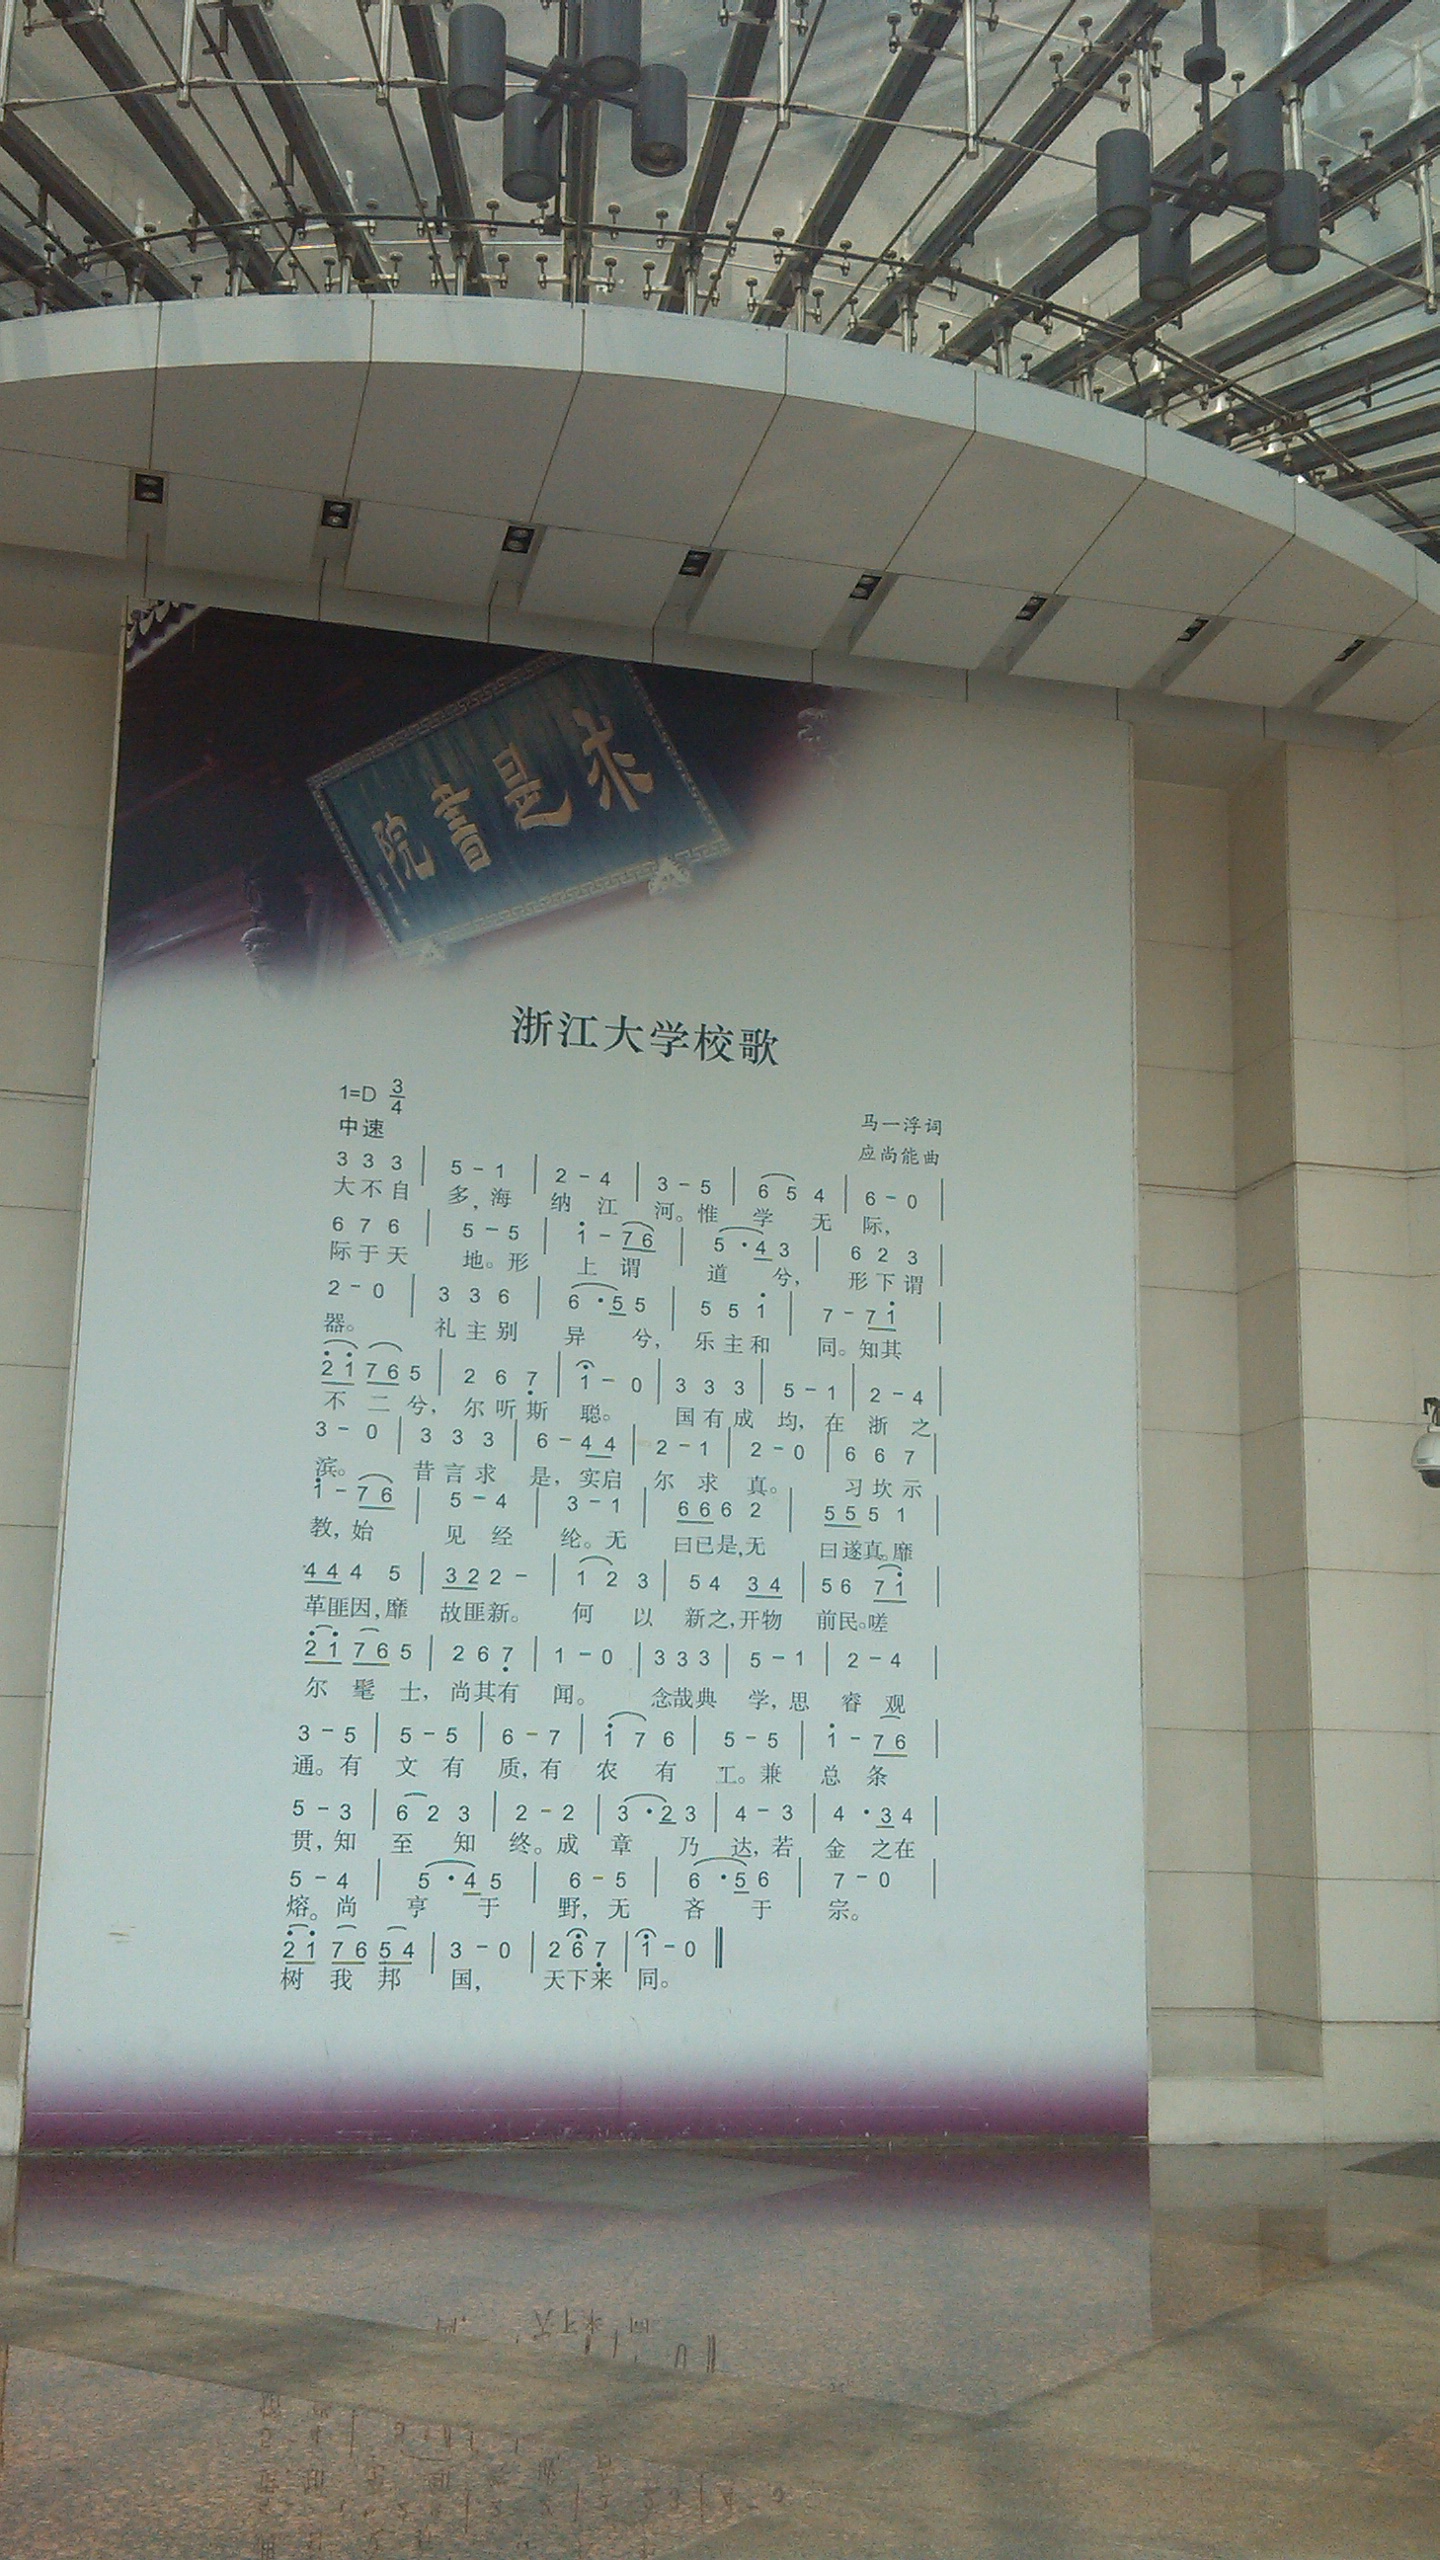 求是書院
浙江大学校歌
1=D 3/4
中速
马一浮词
应尚能曲
3 3 3 | 5 - 1 | 2 - 4 | 3 - 5 | 6 5 4 | 6 - 0 |
大不自 多,海 纳 江 河。惟 学 无 际,
6 7 6 | 5 - 5 | 1 - 7 6 | 5 · 4 3 | 6 2 3 |
际于天 地。形 上 谓 道 兮, 形下谓
2 - 0 | 3 3 6 | 6 · 5 5 | 5 5 1 | 7 - 7 1 |
器。 礼主别 异 兮, 乐主和 同。知其
2 1 7 6 5 | 2 6 7 | 1 - 0 | 3 3 3 | 5 - 1 | 2 - 4 |
不 二 兮, 尔听斯 聪。 国有成 均,在 浙 之
3 - 0 | 3 3 3 | 6 - 4 4 | 2 - 1 | 2 - 0 | 6 6 7 |
滨。 昔言求 是,实启 尔 求 真。 习坎示
1 - 7 6 | 5 - 4 | 3 - 1 | 6 6 6 2 | 5 5 5 1 |
教,始 见 经 纶。无 曰已是,无 曰遂真。靡
4 4 4 5 | 3 2 2 - | 1 2 3 | 5 4 3 4 | 5 6 7 1 |
革匪因,靡 故匪新。 何 以 新之,开物 前民。嗟
2 1 7 6 5 | 2 6 7 | 1 - 0 | 3 3 3 | 5 - 1 | 2 - 4 |
尔 髦 士,尚其有 闻。 念哉典 学,思 睿 观
3 - 5 | 5 - 5 | 6 - 7 | 1 7 6 | 5 - 5 | 1 - 7 6 |
通。有 文 有 质,有 农 有 工。兼 总 条
5 - 3 | 6 2 3 | 2 - 2 | 3 · 2 3 | 4 - 3 | 4 · 3 4 |
贯,知 至 知 终。成 章 乃 达,若 金 之在
5 - 4 | 5 · 4 5 | 6 - 5 | 6 · 5 6 | 7 - 0 |
熔。尚 亨 于 野,无 吝 于 宗。
2 1 7 6 5 4 | 3 - 0 | 2 6 7 | 1 - 0 ‖
树 我 邦 国, 天下来 同。